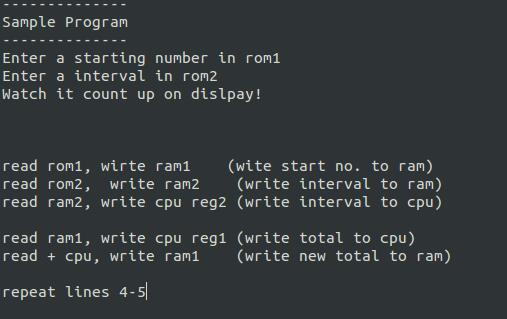 --------------
Sample Program
--------------
Enter a starting number in rom1
Enter a interval in rom2
Watch it count up on dislpay!
read rom1, wirte ram1    (wite start no. to ram)
read rom2,  write ram2    (write interval to ram)
read ram2, write cpu reg2 (write interval to cpu)
read ram1, write cpu reg1 (write total to cpu)
read + cpu, write ram1    (write new total to ram)
repeat lines 4-5